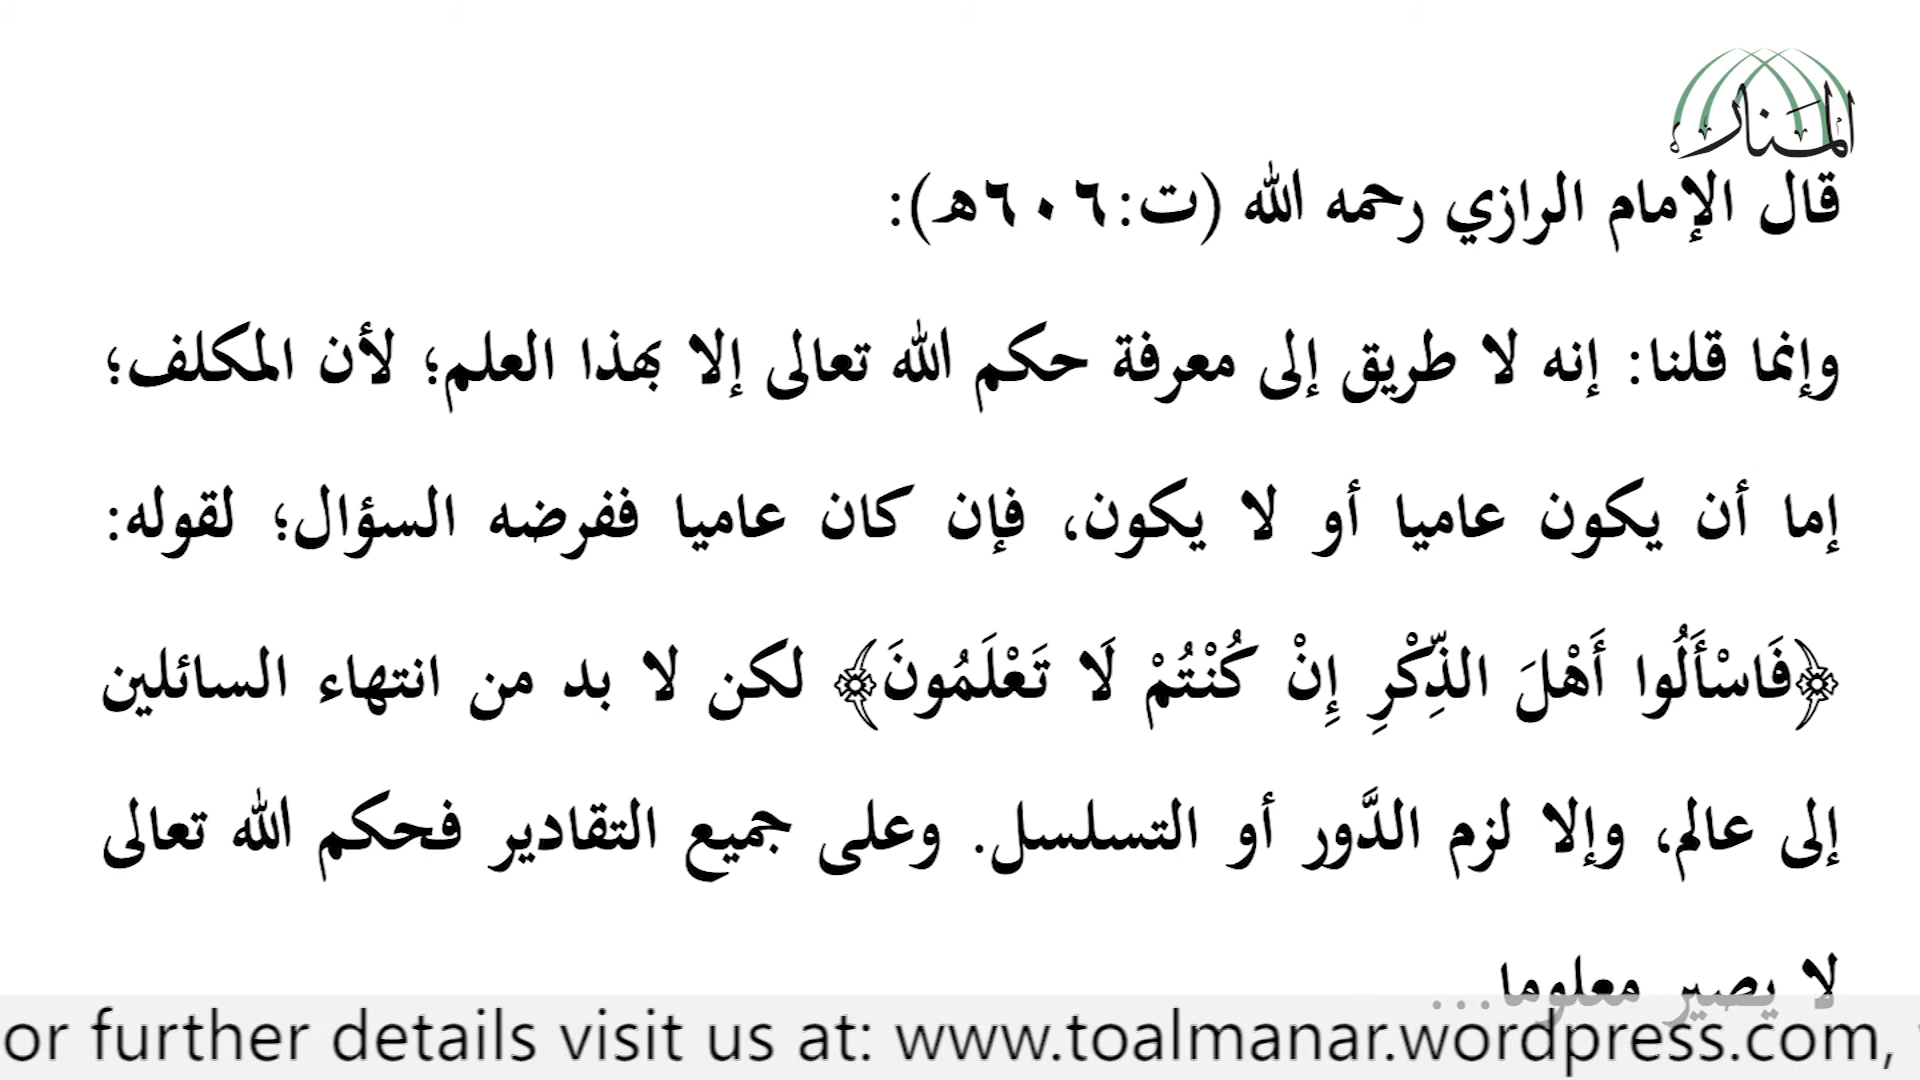 المنار
قال الإمام الرازي رحمه الله (ت:٦٠٦هـ):
وإنما قلنا: إنه لا طريق إلى معرفة حكم الله تعالى إلا بهذا العلم؛ لأن المكلف؛
إما أن يكون عاميا أو لا يكون، فإن كان عاميا ففرضه السؤال؛ لقوله:
﴿فَاسْأَلُوا أَهْلَ الذِّكْرِ إِنْ كُنْتُمْ لَا تَعْلَمُونَ﴾ لكن لا بد من انتهاء السائلين
إلى عالم، وإلا لزم الدَّور أو التسلسل. وعلى جميع التقادير فحكم الله تعالى
لا يصير معلوما...
or further details visit us at: www.toalmanar.wordpress.com,